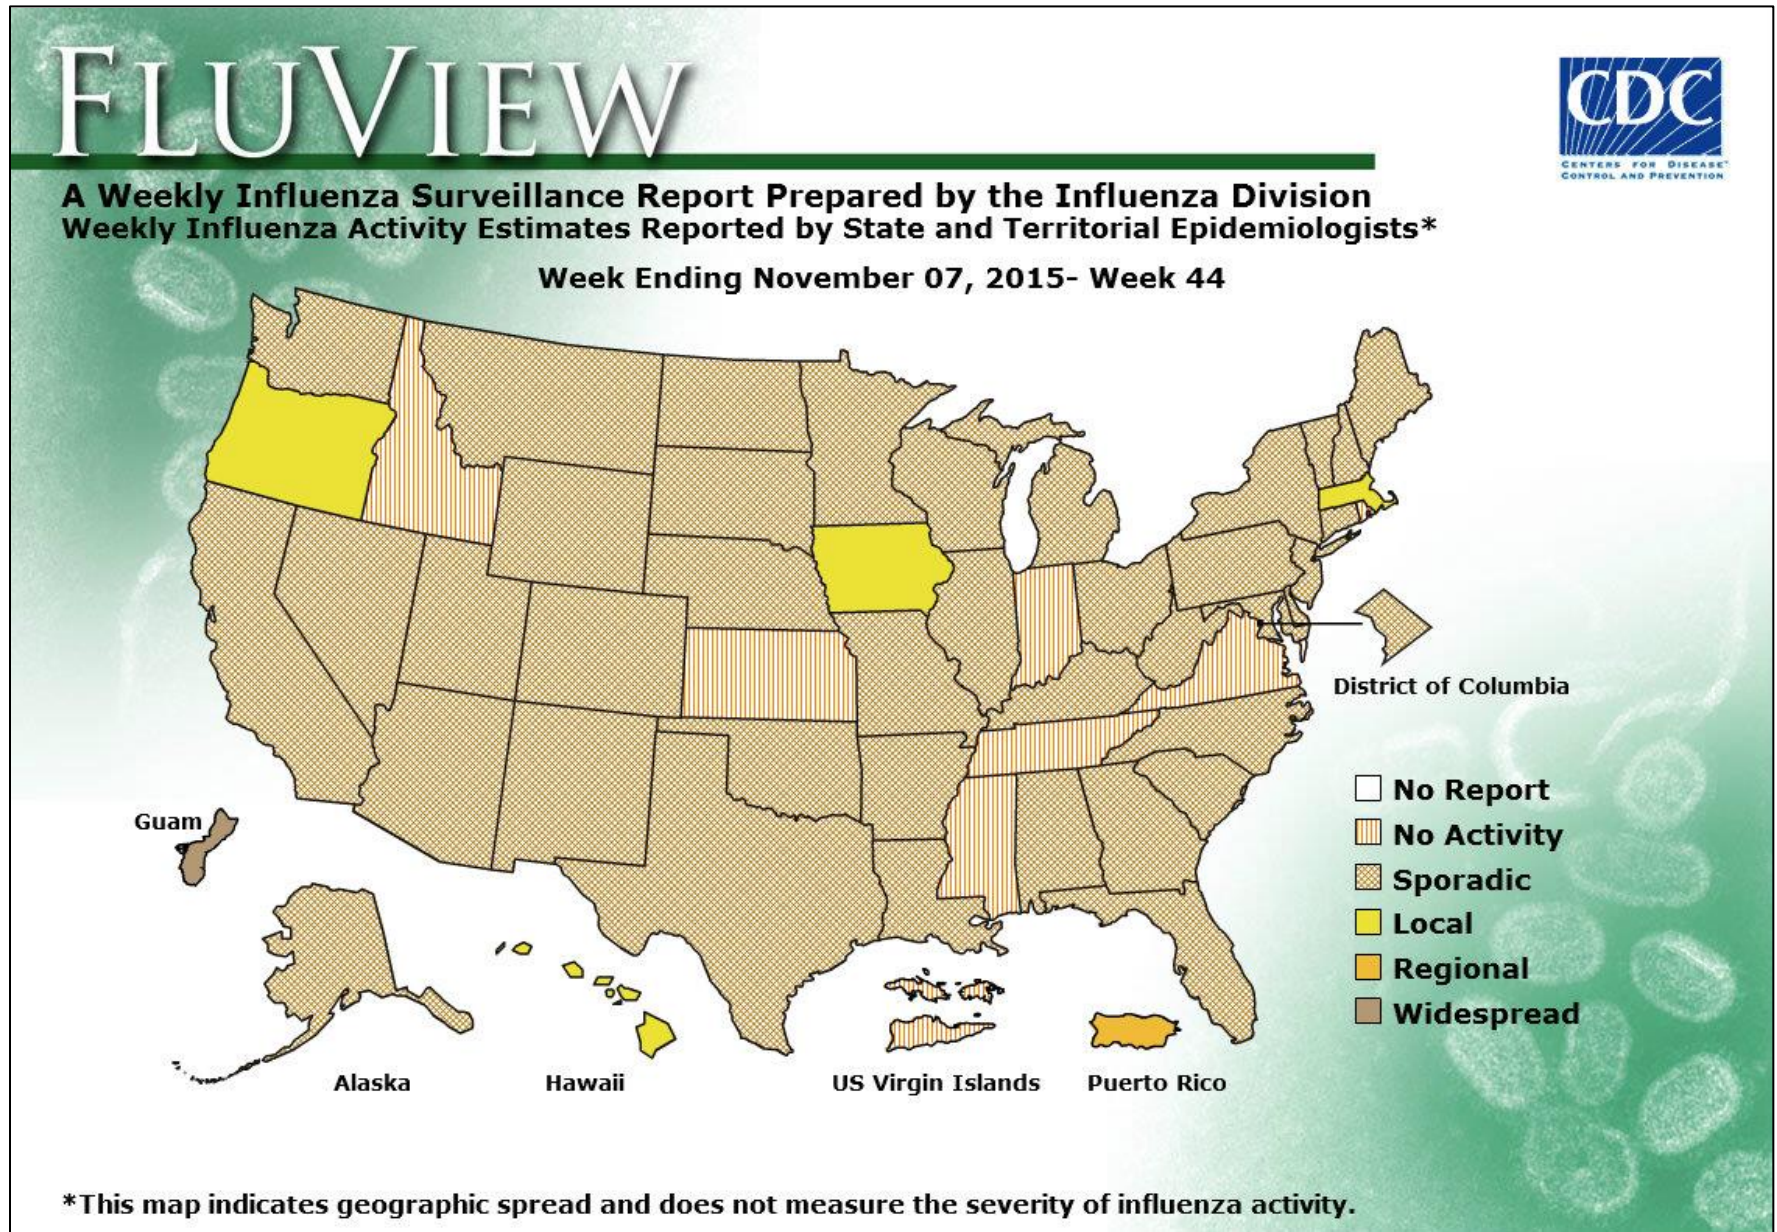 FLUVIEW
CDC
CENTERS FOR DISEASE™
CONTROL AND PREVENTION
A Weekly Influenza Surveillance Report Prepared by the Influenza Division
Weekly Influenza Activity Estimates Reported by State and Territorial Epidemiologists*
Week Ending November 07, 2015- Week 44
District of Columbia
Guam
No Report
No Activity
Sporadic
Local
Regional
Widespread
Alaska
Hawaii
US Virgin Islands
Puerto Rico
*This map indicates geographic spread and does not measure the severity of influenza activity.